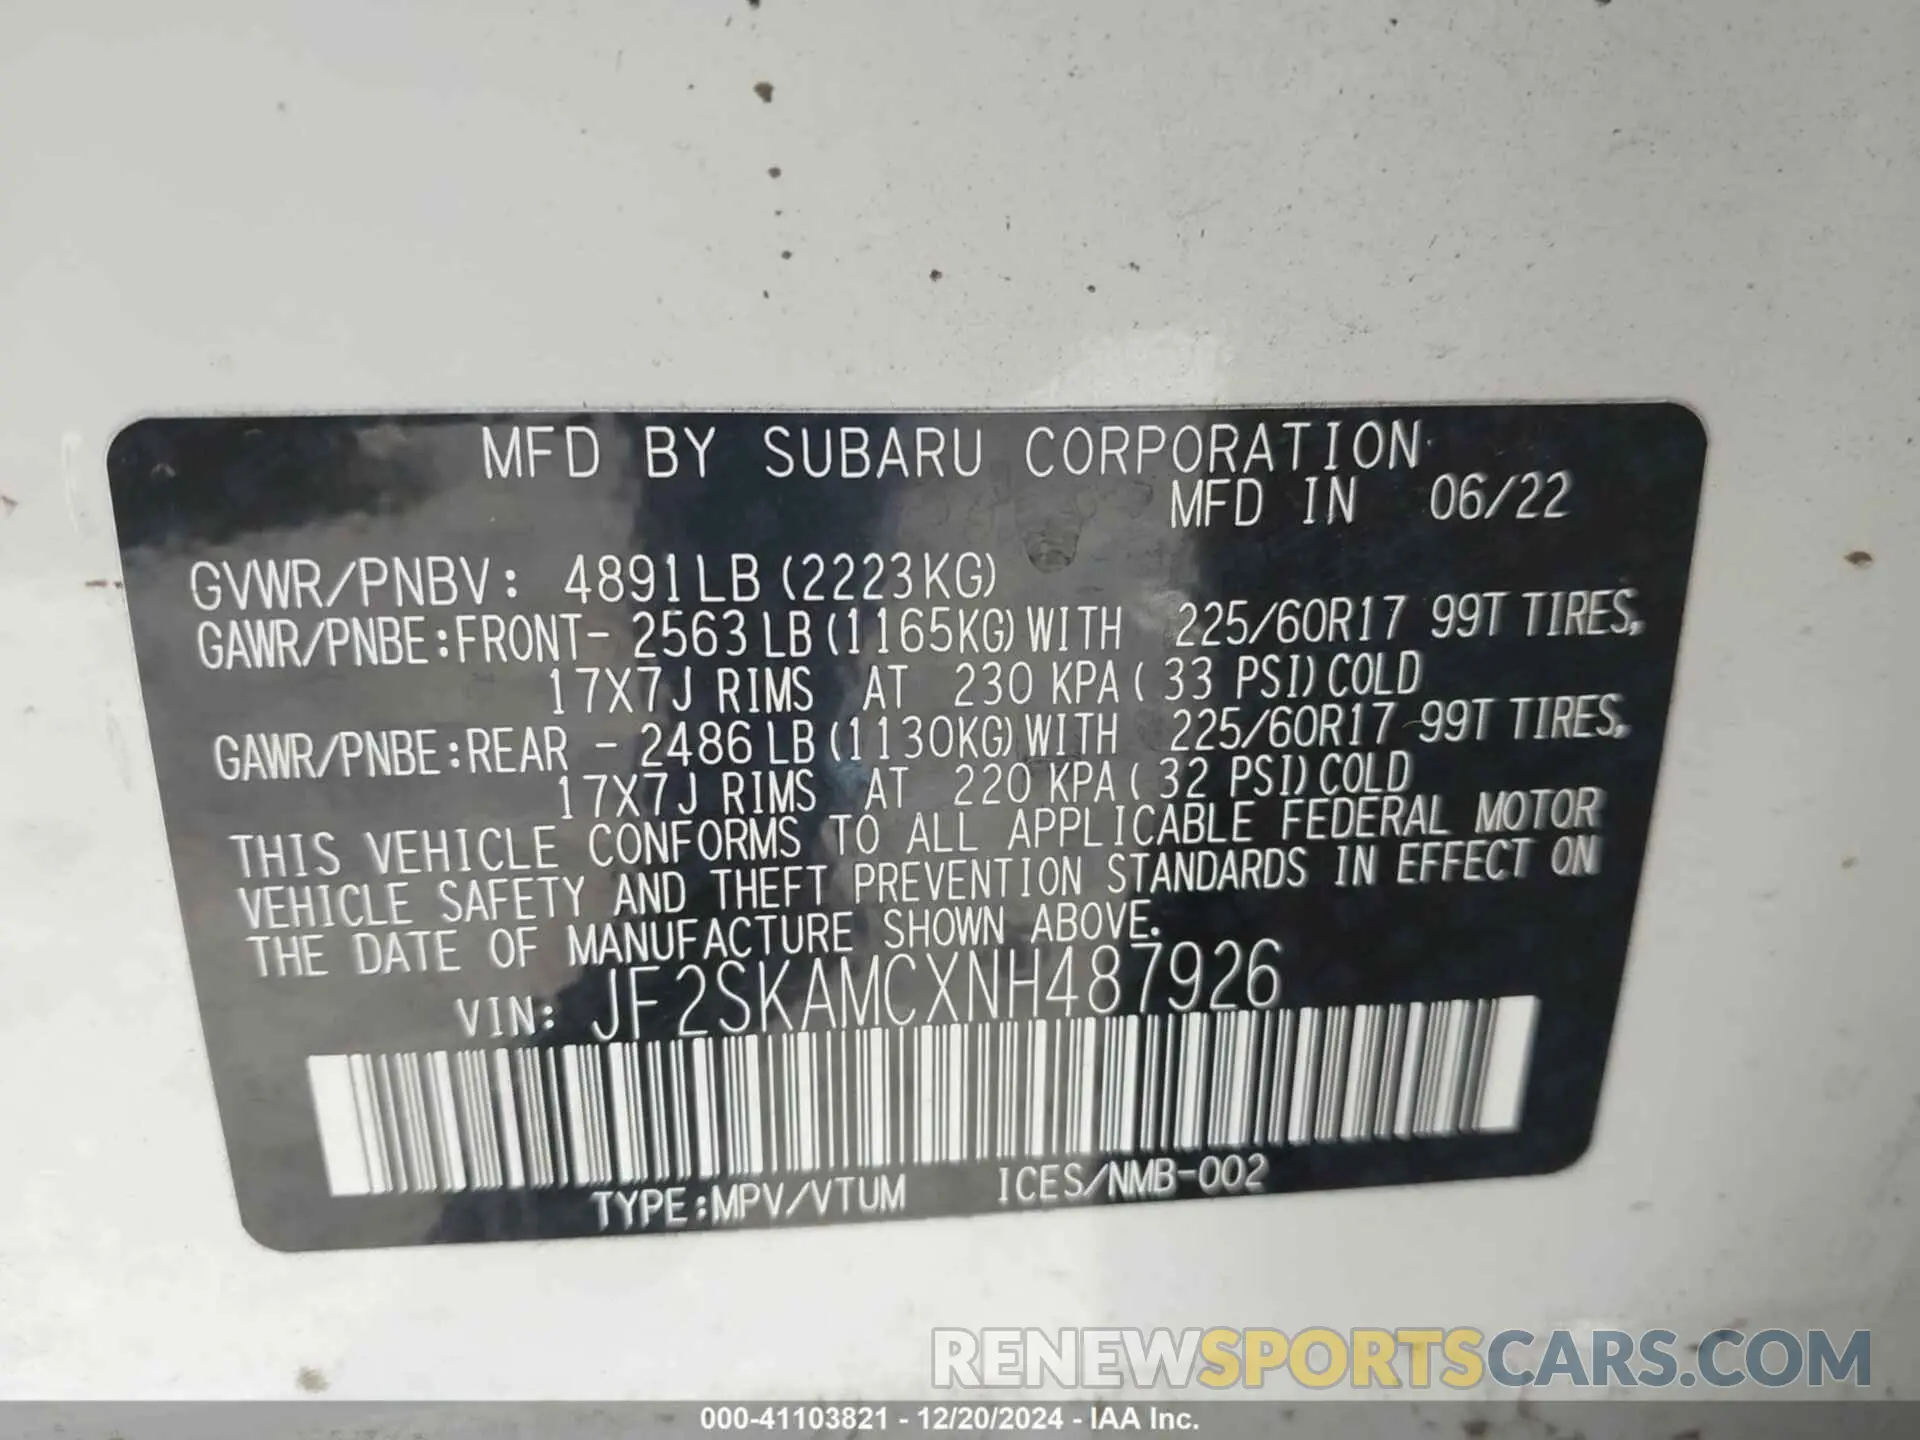 MFD BY SUBARU CORPORATION
MFD IN 06/22
GVWR/PNBV: 4891LB(2223KG)
GAWR/PNBE:FRONT- 2563LB(1165KG)WITH 225/60R17 99T TIRES,
17X7J RIMS AT 230 KPA( 33 PSI)COLD
GAWR/PNBE:REAR - 2486LB(1130KG)WITH 225/60R17 99T TIRES,
17X7J RIMS AT 220 KPA( 32 PSI)COLD
THIS VEHICLE CONFORMS TO ALL APPLICABLE FEDERAL MOTOR
VEHICLE SAFETY AND THEFT PREVENTION STANDARDS IN EFFECT ON
THE DATE OF MANUFACTURE SHOWN ABOVE.
VIN: JF2SKAMCXNH487926
TYPE:MPV/VTUM ICES/NMB-002
RENEWSPORTSCARS.COM
000-41103821 - 12/20/2024 - IAA Inc.